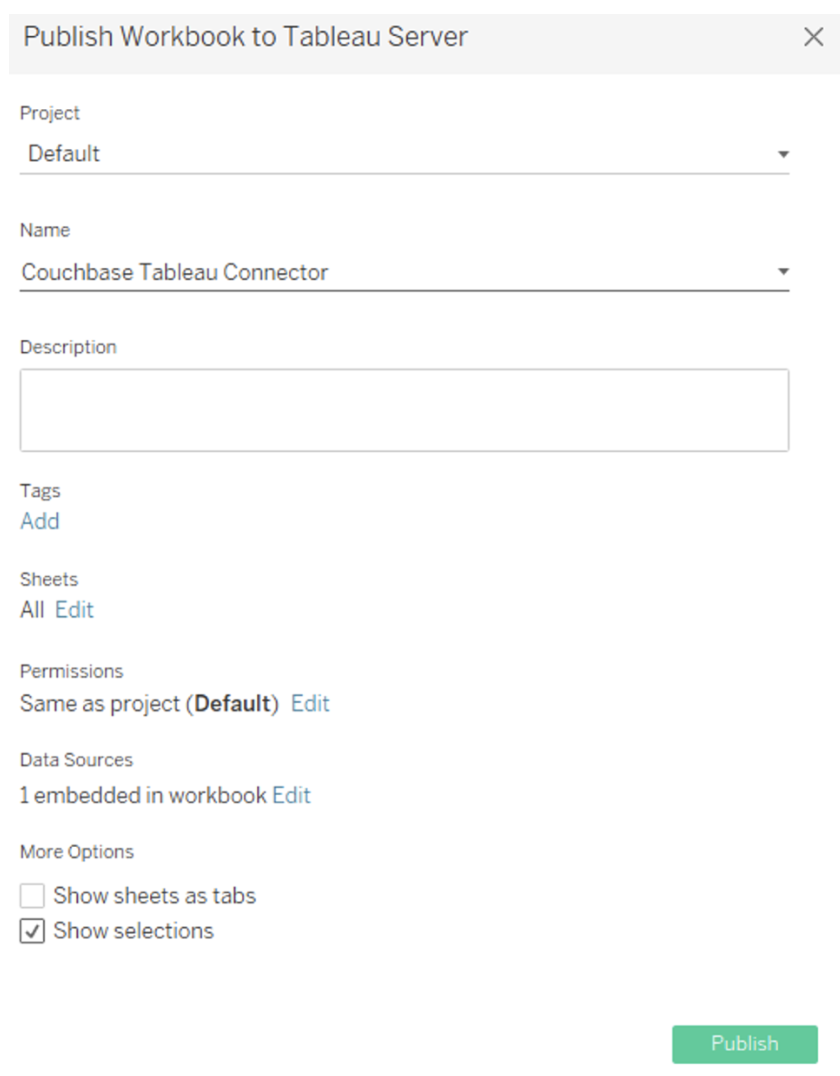 Publish Workbook to Tableau Server
Project
Default
Name
Couchbase Tableau Connector
Description
Tags
Add
Sheets
All Edit
Permissions
Same as project (Default) Edit
Data Sources
1 embedded in workbook Edit
More Options
Show sheets as tabs
Show selections
Publish